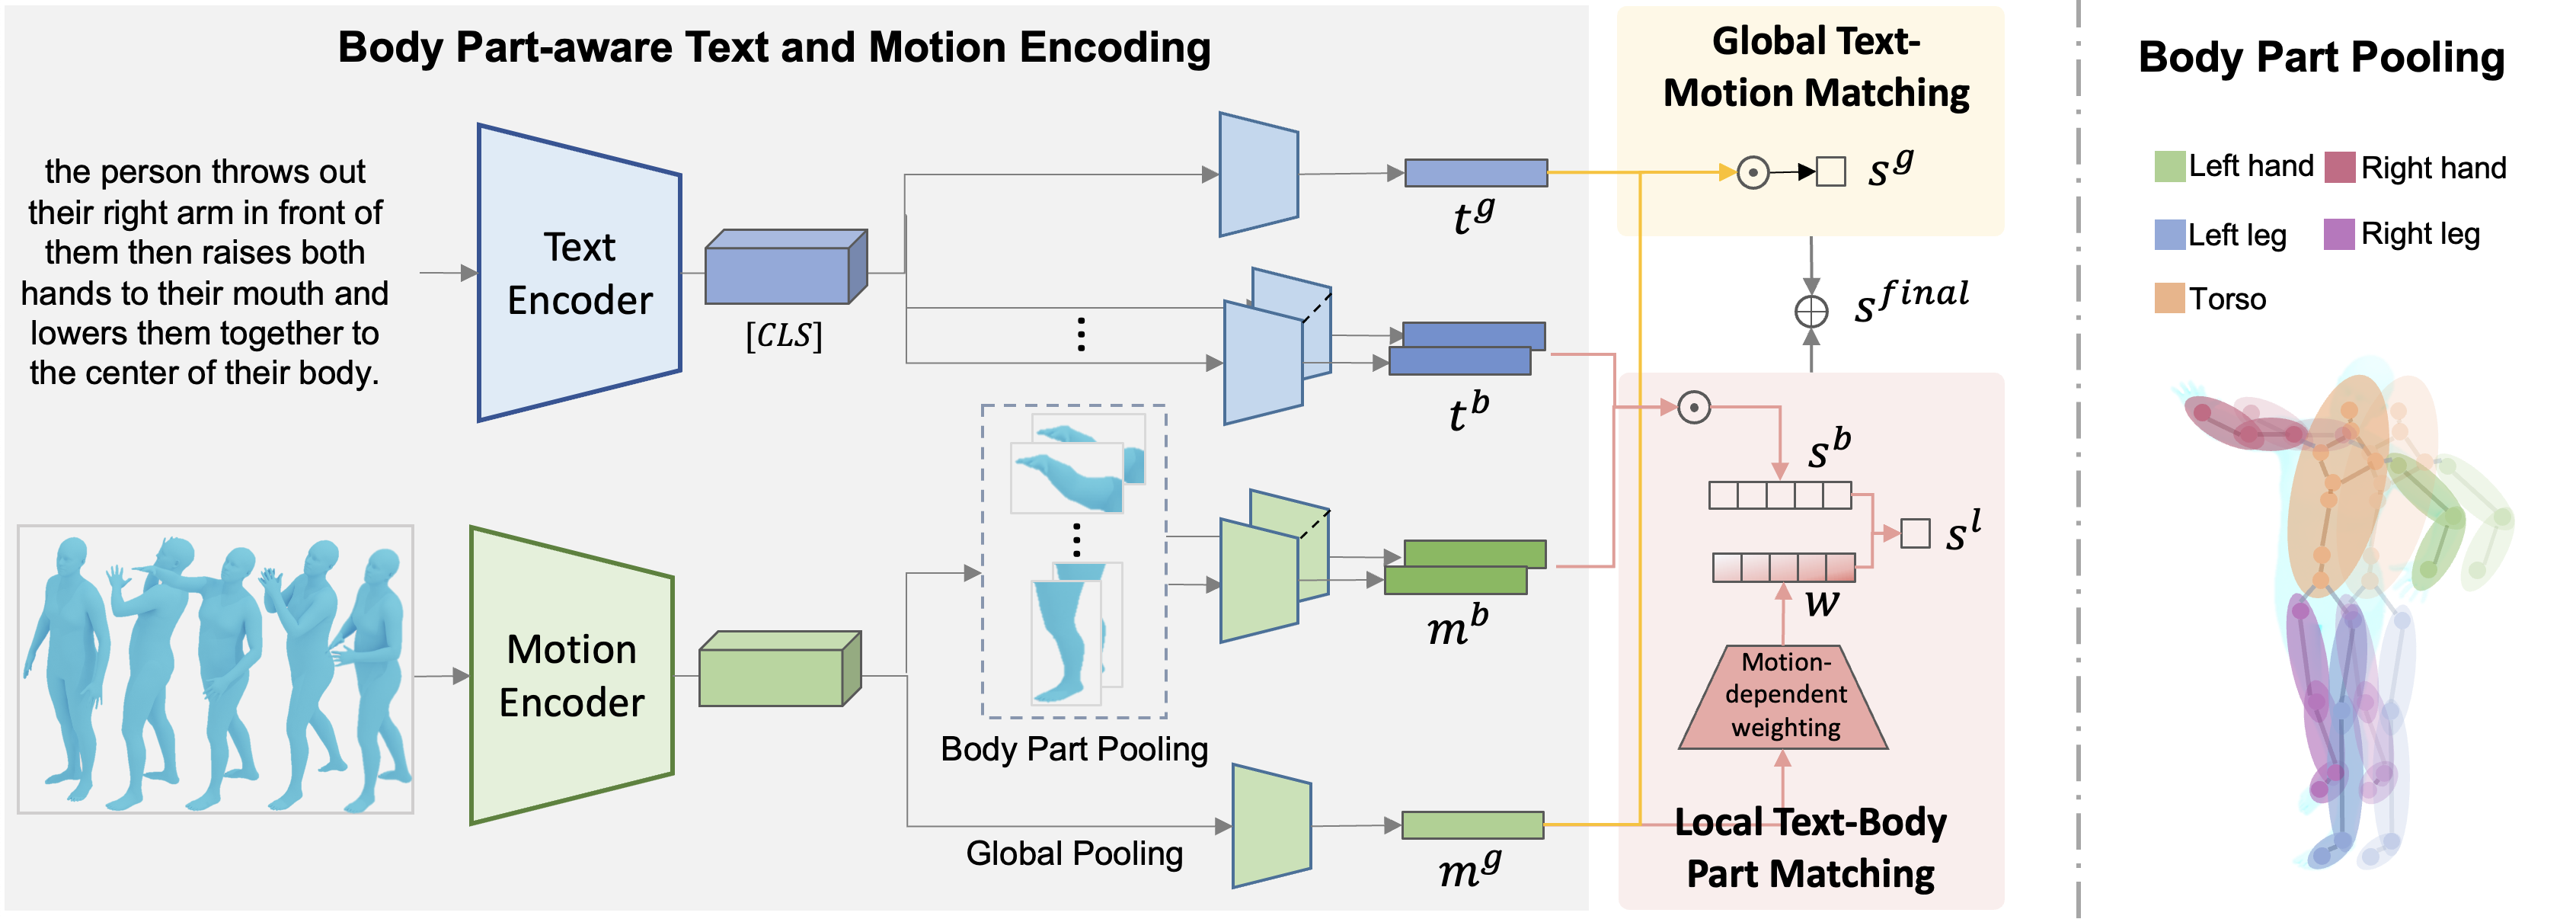 Body Part-aware Text and Motion Encoding
the person throws out
their right arm in front of
them then raises both
hands to their mouth and
lowers them together to
the center of their body.
Text
Encoder
[CLS]
t^g
t^b
Motion
Encoder
Body Part Pooling
Global Pooling
m^b
m^g
Global Text-
Motion Matching
s^g
s^final
s^b
s^l
w
Motion-
dependent
weighting
Local Text-Body
Part Matching
Body Part Pooling
Left hand
Right hand
Left leg
Right leg
Torso